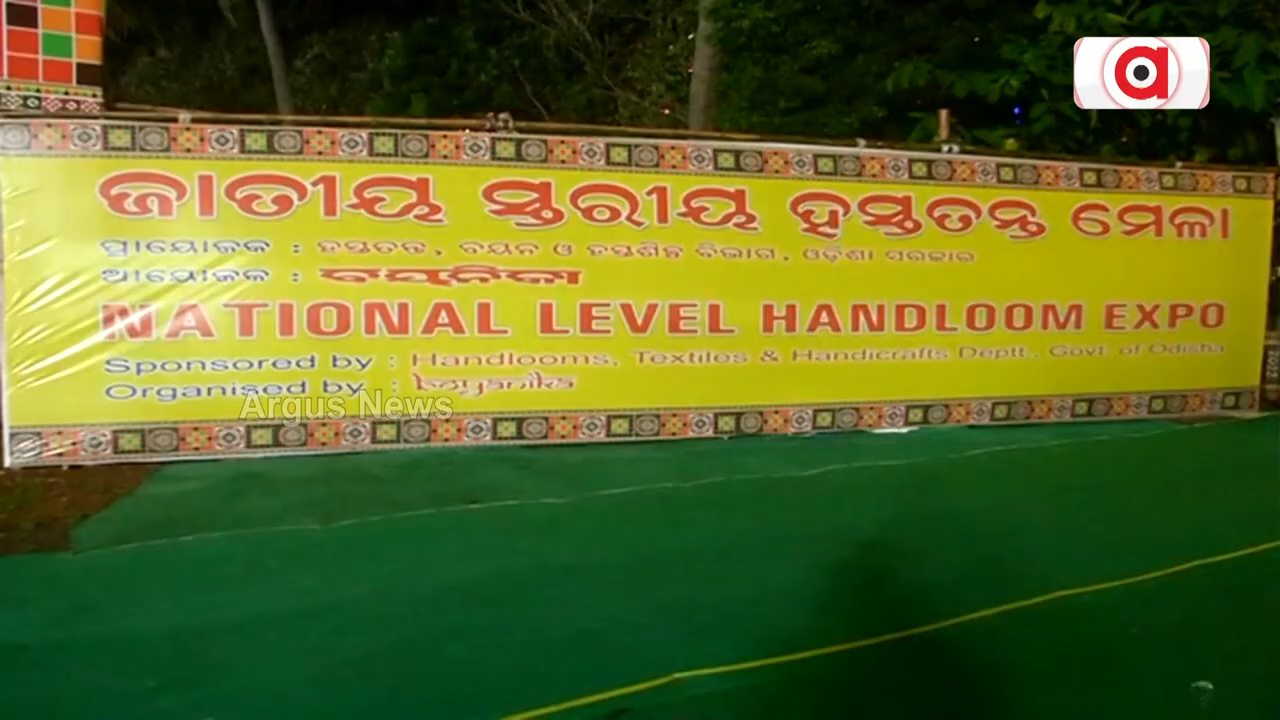 ଜାତୀୟ ସ୍ତରୀୟ ହସ୍ତତନ୍ତ ମେଳା
ପ୍ରାୟୋଜକ : ହସ୍ତତନ୍ତ, ବୟନ ଓ ହସ୍ତଶିଳ୍ପ ବିଭାଗ, ଓଡ଼ିଶା ସରକାର
ଆୟୋଜକ : ବୟନିକା
NATIONAL LEVEL HANDLOOM EXPO
Sponsored by : Handlooms, Textiles & Handicrafts Deptt., Govt. of Odisha
Organised by : boyanika
Argus News
a